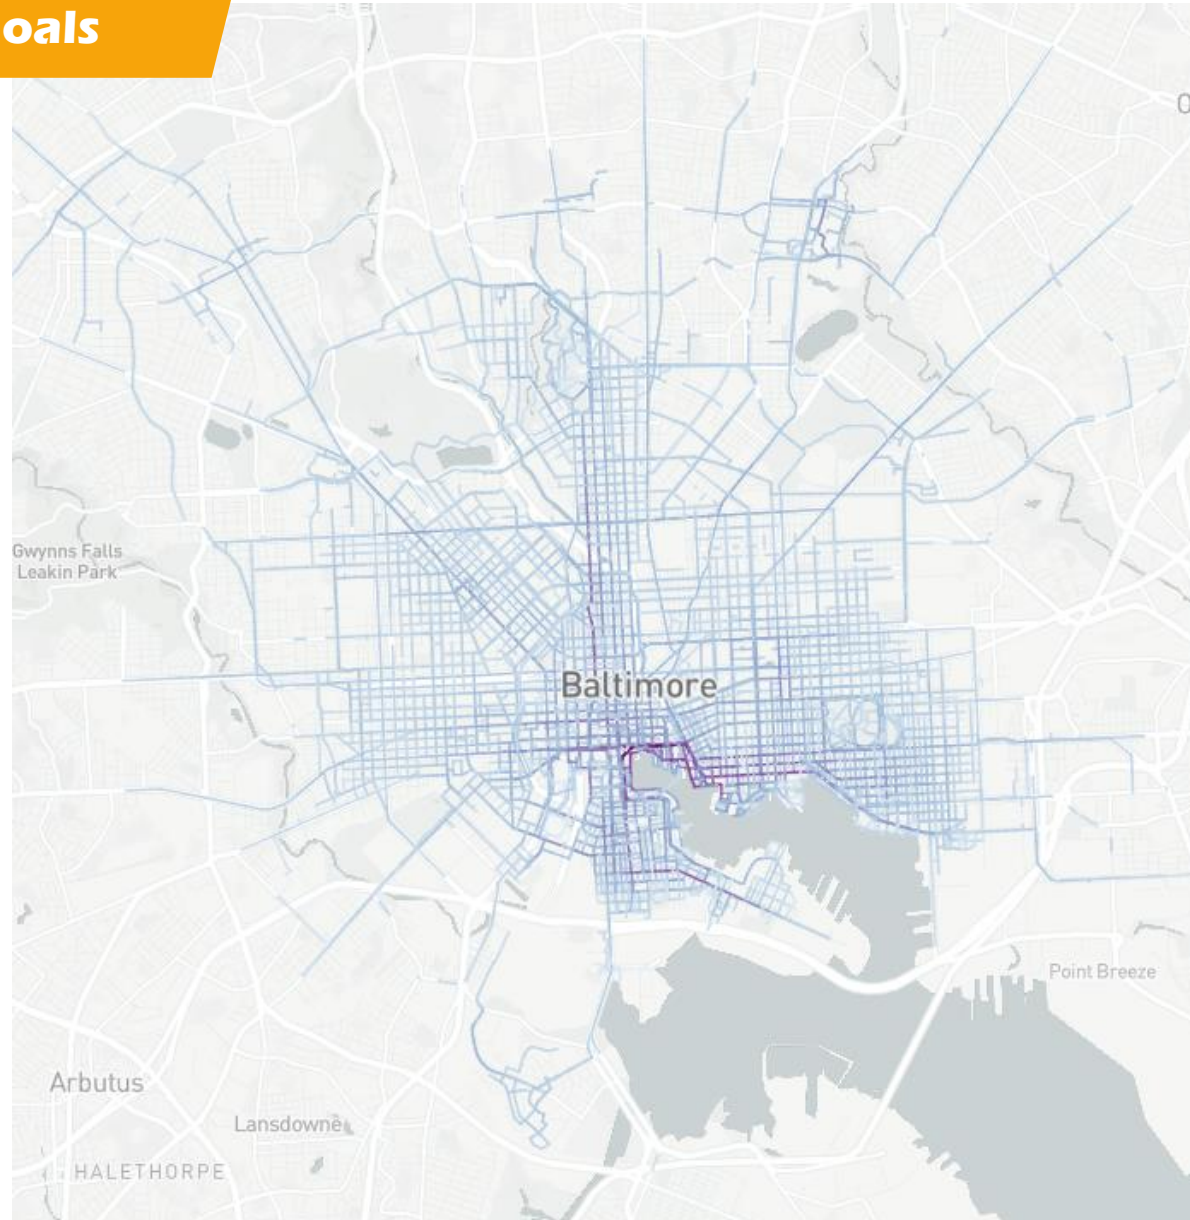 oals
O
Gwynns Falls
Leakin Park
Baltimore
Point Breeze
Arbutus
Lansdowne
HALETHORPE